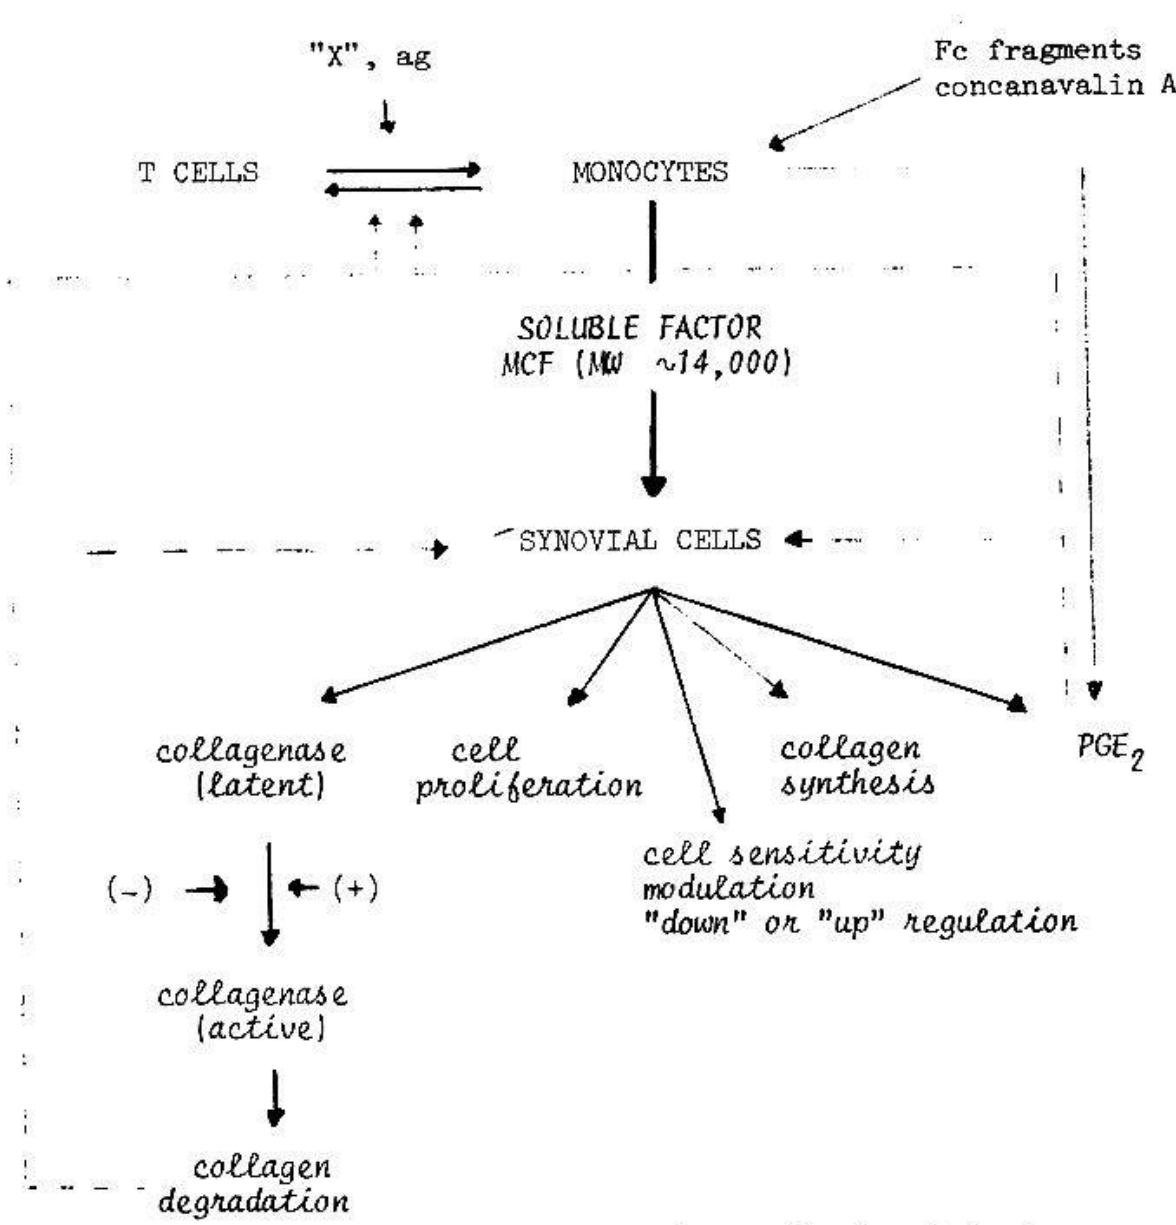 "X", ag
Fc fragments
concanavalin A
T CELLS
MONOCYTES
SOLUBLE FACTOR
MCF (MW ~14,000)
SYNOVIAL CELLS
collagenase
(latent)
cell
proliferation
collagen
synthesis
PGE2
cell sensitivity
modulation
"down" or "up" regulation
(-)
(+)
collagenase
(active)
collagen
degradation